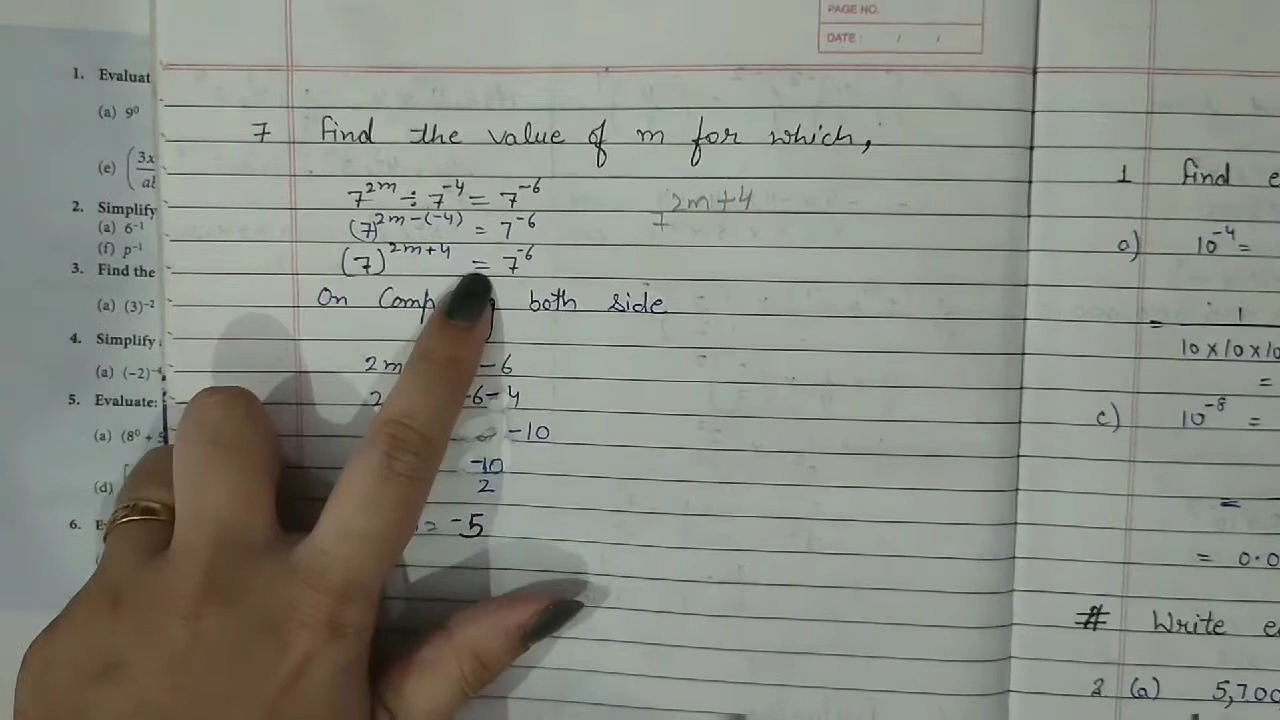 PAGE NO.
DATE : / /
1. Evaluat
(a) 9⁰
(e) (3x
al
2. Simplify
(a) 6⁻¹
(f) p⁻¹
3. Find the
(a) (3)⁻²
4. Simplify
(a) (-2)⁻⁴
5. Evaluate:
(a) (8⁰ +
(d) [
6. E
7 find the value of m for which,
7^2m ÷ 7^-4 = 7^-6
(7)^2m-(-4) = 7^-6
7^2m+4
(7)^2m+4 = 7^-6
On Comp both side
2m -6
2 -6-4
-10
-10
2
= -5
1 find e
a) 10^-4 =
= 1
10×10×10
=
c) 10^-8 =
=
= 0.0
# Write e
2 (a) 5,700